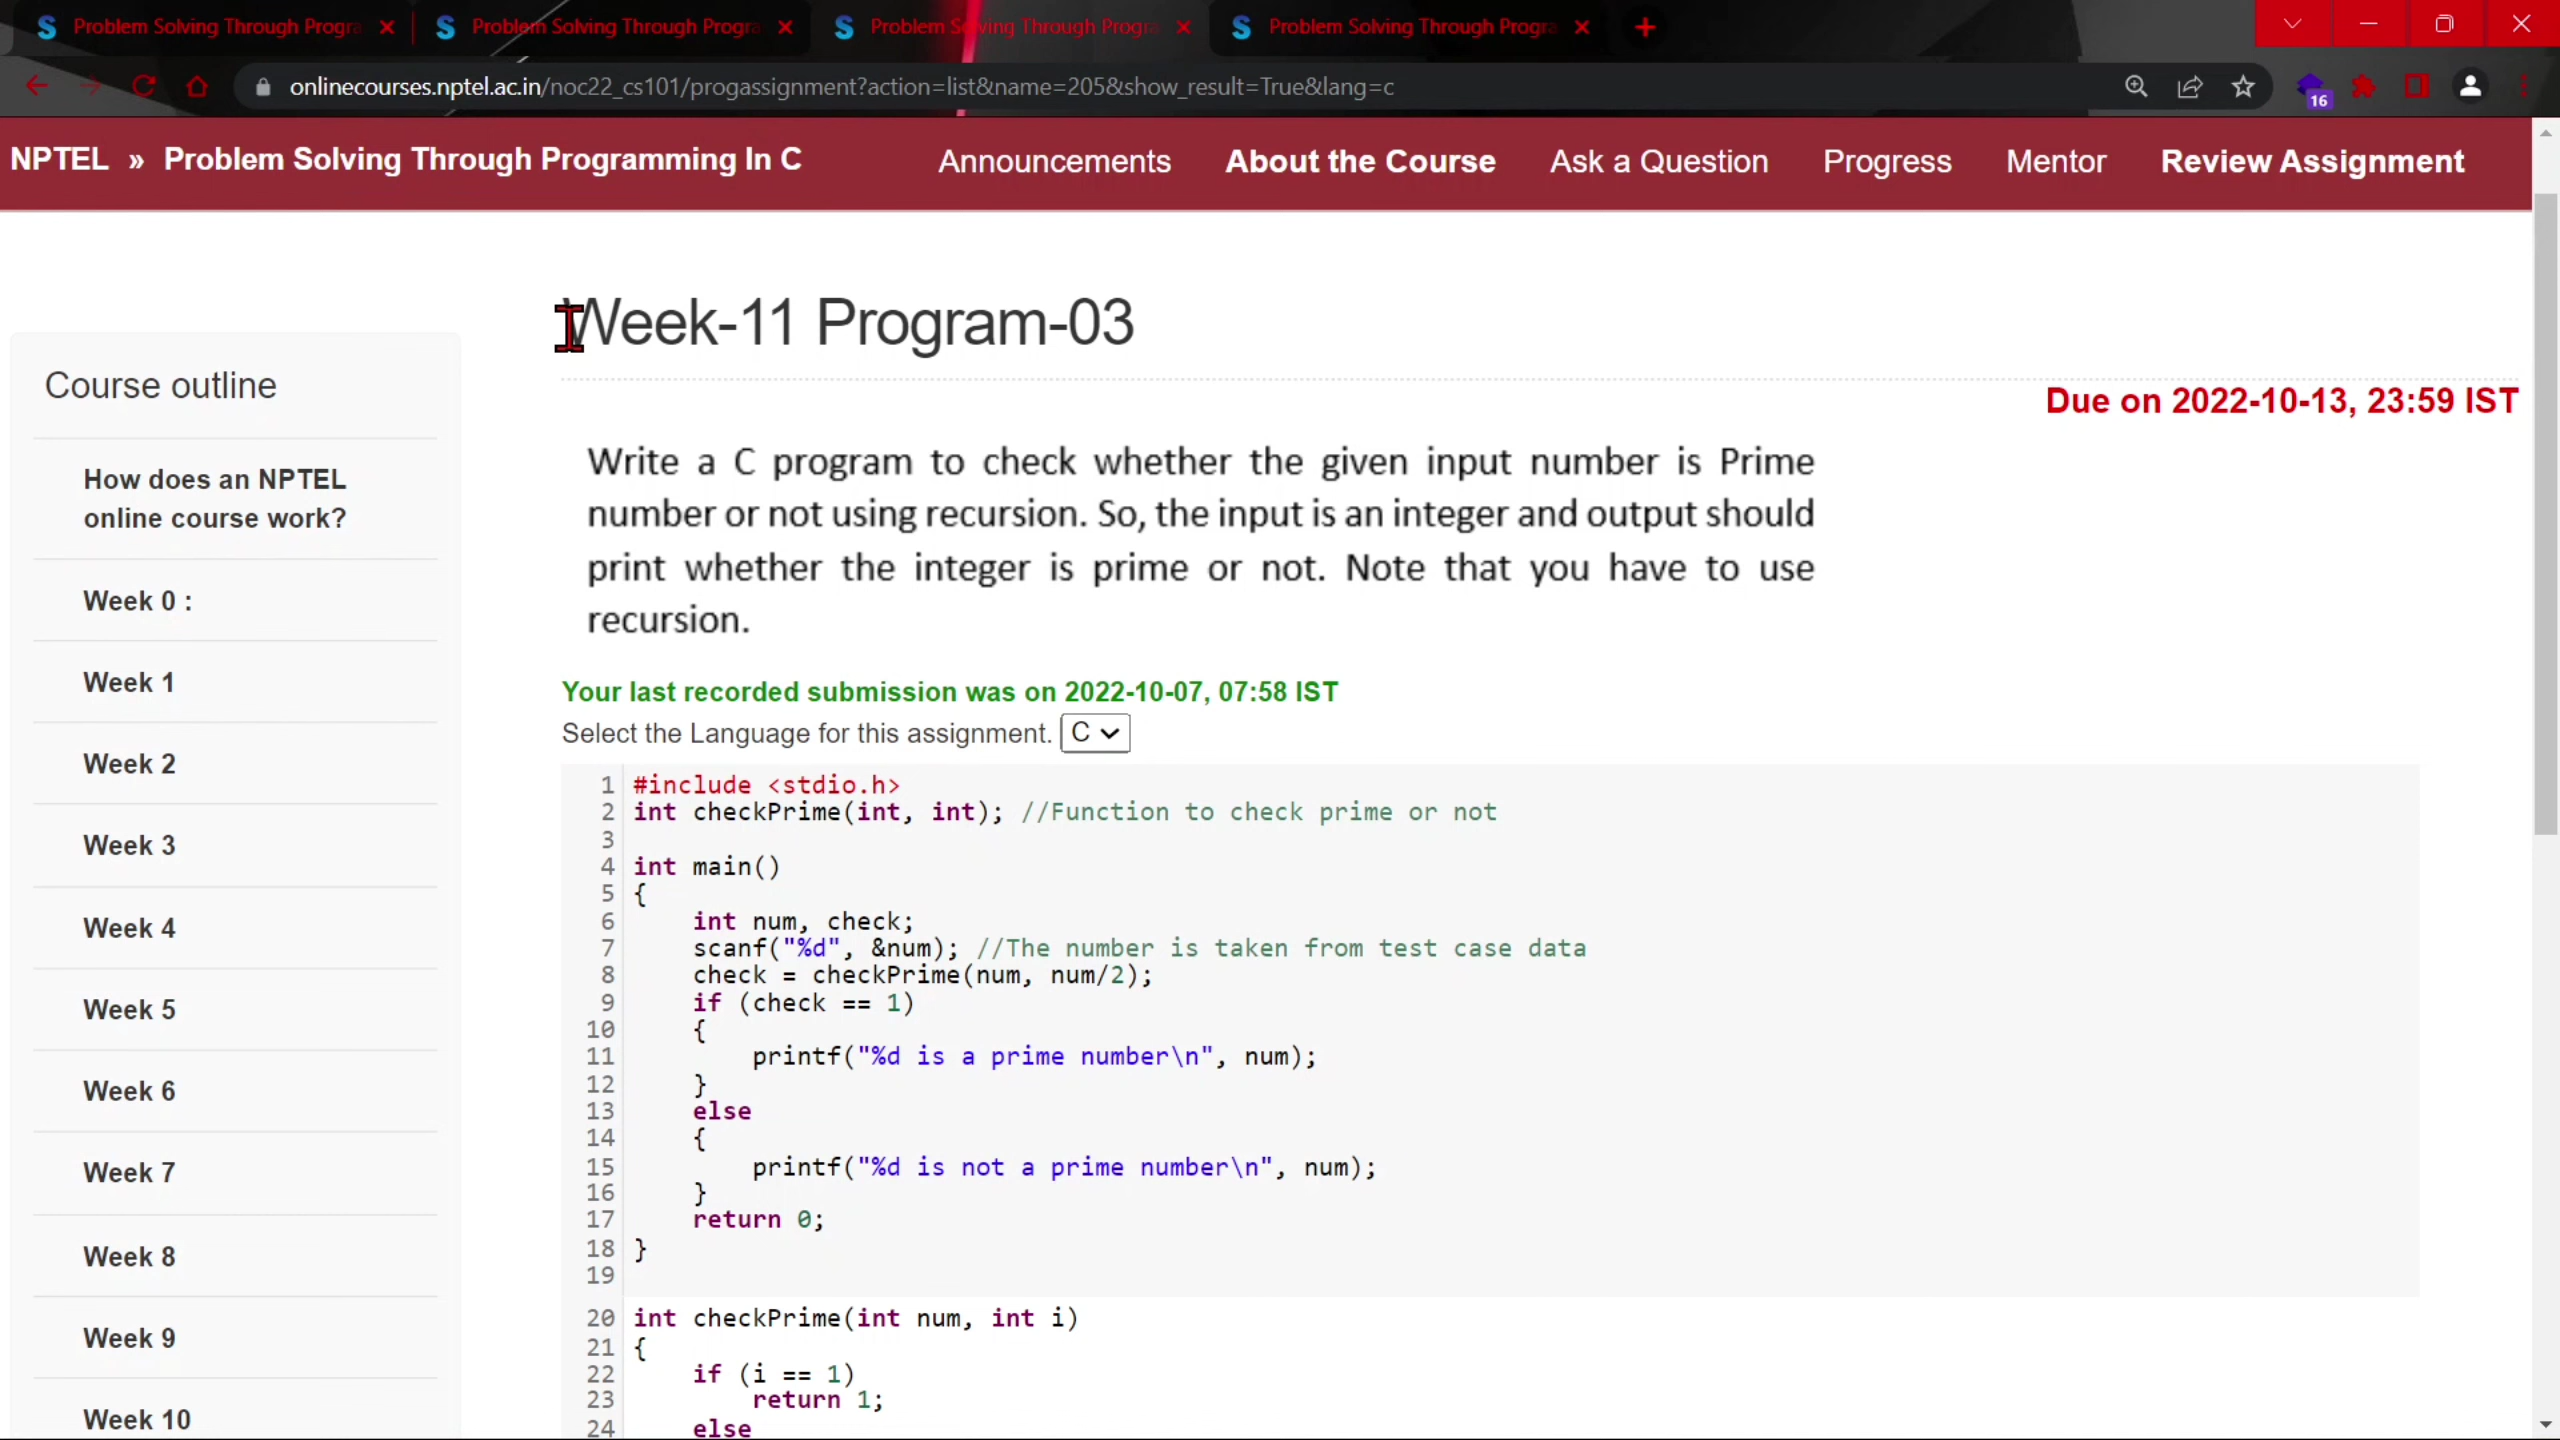 Problem Solving Through Progra
Problem Solving Through Progra
Problem Solving Through Progra
Problem Solving Through Progra
onlinecourses.nptel.ac.in/noc22_cs101/progassignment?action=list&name=205&show_result=True&lang=c
16
NPTEL » Problem Solving Through Programming In C
Announcements
About the Course
Ask a Question
Progress
Mentor
Review Assignment
Course outline
How does an NPTEL
online course work?
Week 0 :
Week 1
Week 2
Week 3
Week 4
Week 5
Week 6
Week 7
Week 8
Week 9
Week 10
Week-11 Program-03
Due on 2022-10-13, 23:59 IST
Write a C program to check whether the given input number is Prime
number or not using recursion. So, the input is an integer and output should
print whether the integer is prime or not. Note that you have to use
recursion.
Your last recorded submission was on 2022-10-07, 07:58 IST
Select the Language for this assignment. C
1 #include <stdio.h>
2 int checkPrime(int, int); //Function to check prime or not
3
4 int main()
5 {
6     int num, check;
7     scanf("%d", &num); //The number is taken from test case data
8     check = checkPrime(num, num/2);
9     if (check == 1)
10     {
11         printf("%d is a prime number\n", num);
12     }
13     else
14     {
15         printf("%d is not a prime number\n", num);
16     }
17     return 0;
18 }
19
20 int checkPrime(int num, int i)
21 {
22     if (i == 1)
23         return 1;
24     else